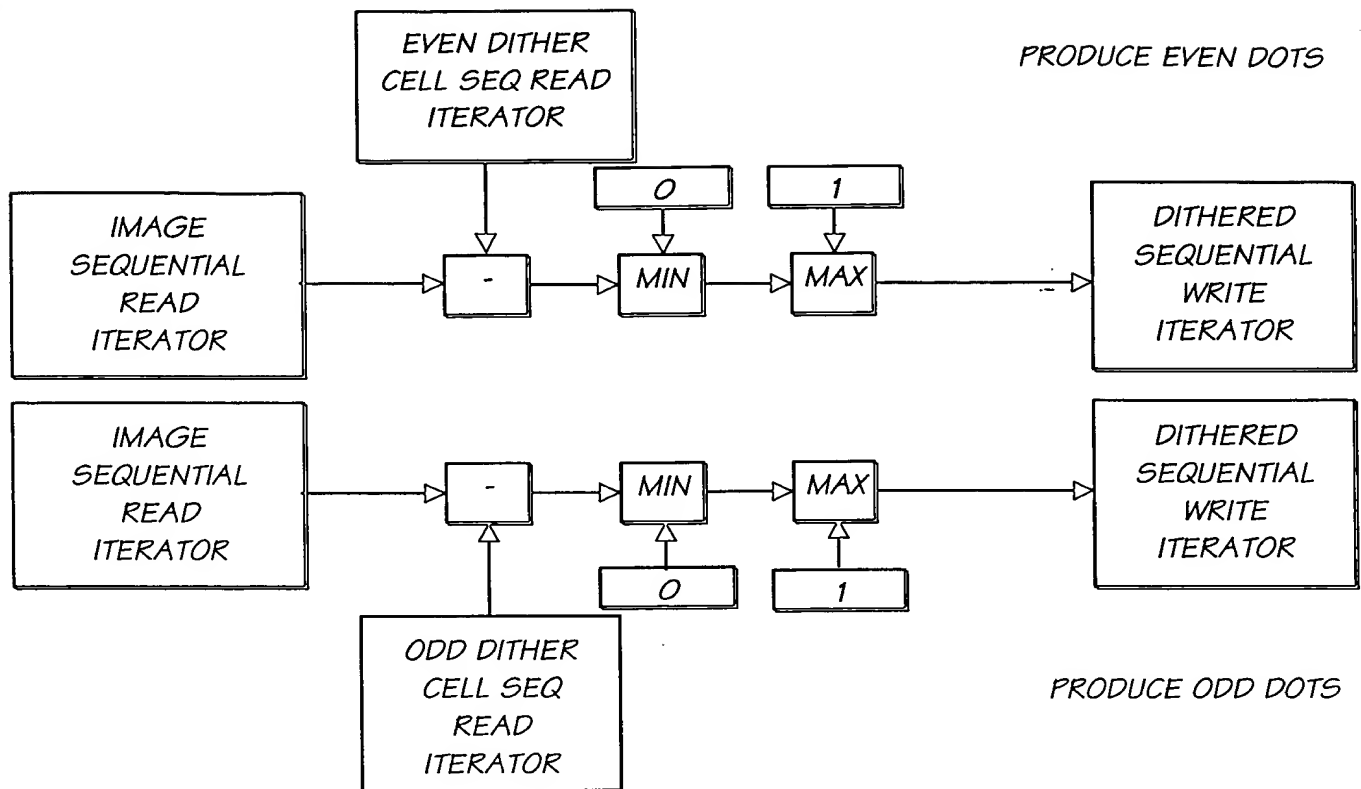 EVEN DITHER
CELL SEQ READ
ITERATOR
PRODUCE EVEN DOTS
0
1
IMAGE
SEQUENTIAL
READ
ITERATOR
-
MIN
MAX
DITHERED
SEQUENTIAL
WRITE
ITERATOR
IMAGE
SEQUENTIAL
READ
ITERATOR
-
MIN
MAX
DITHERED
SEQUENTIAL
WRITE
ITERATOR
0
1
ODD DITHER
CELL SEQ
READ
ITERATOR
PRODUCE ODD DOTS